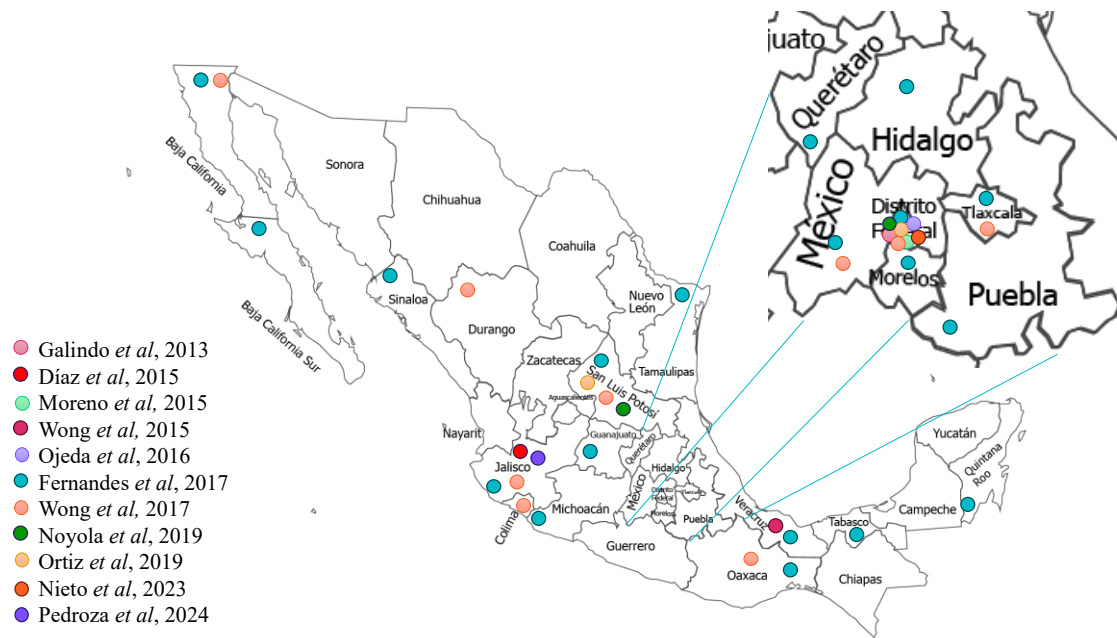 juato
Querétaro
Hidalgo
México
Distrito
Federal
Tlaxcala
Morelos
Puebla
Baja California
Sonora
Chihuahua
Coahuila
Sinaloa
Nuevo
León
Durango
Baja California Sur
Zacatecas
San Luis Potosí
Tamaulipas
Aguascalientes
Nayarit
Guanajuato
Querétaro
Jalisco
Hidalgo
México
Distrito
Federal
Tlaxcala
Morelos
Michoacán
Colima
Puebla
Veracruz
Guerrero
Oaxaca
Tabasco
Chiapas
Campeche
Yucatán
Quintana
Roo
Galindo et al, 2013
Díaz et al, 2015
Moreno et al, 2015
Wong et al, 2015
Ojeda et al, 2016
Fernandes et al, 2017
Wong et al, 2017
Noyola et al, 2019
Ortiz et al, 2019
Nieto et al, 2023
Pedroza et al, 2024